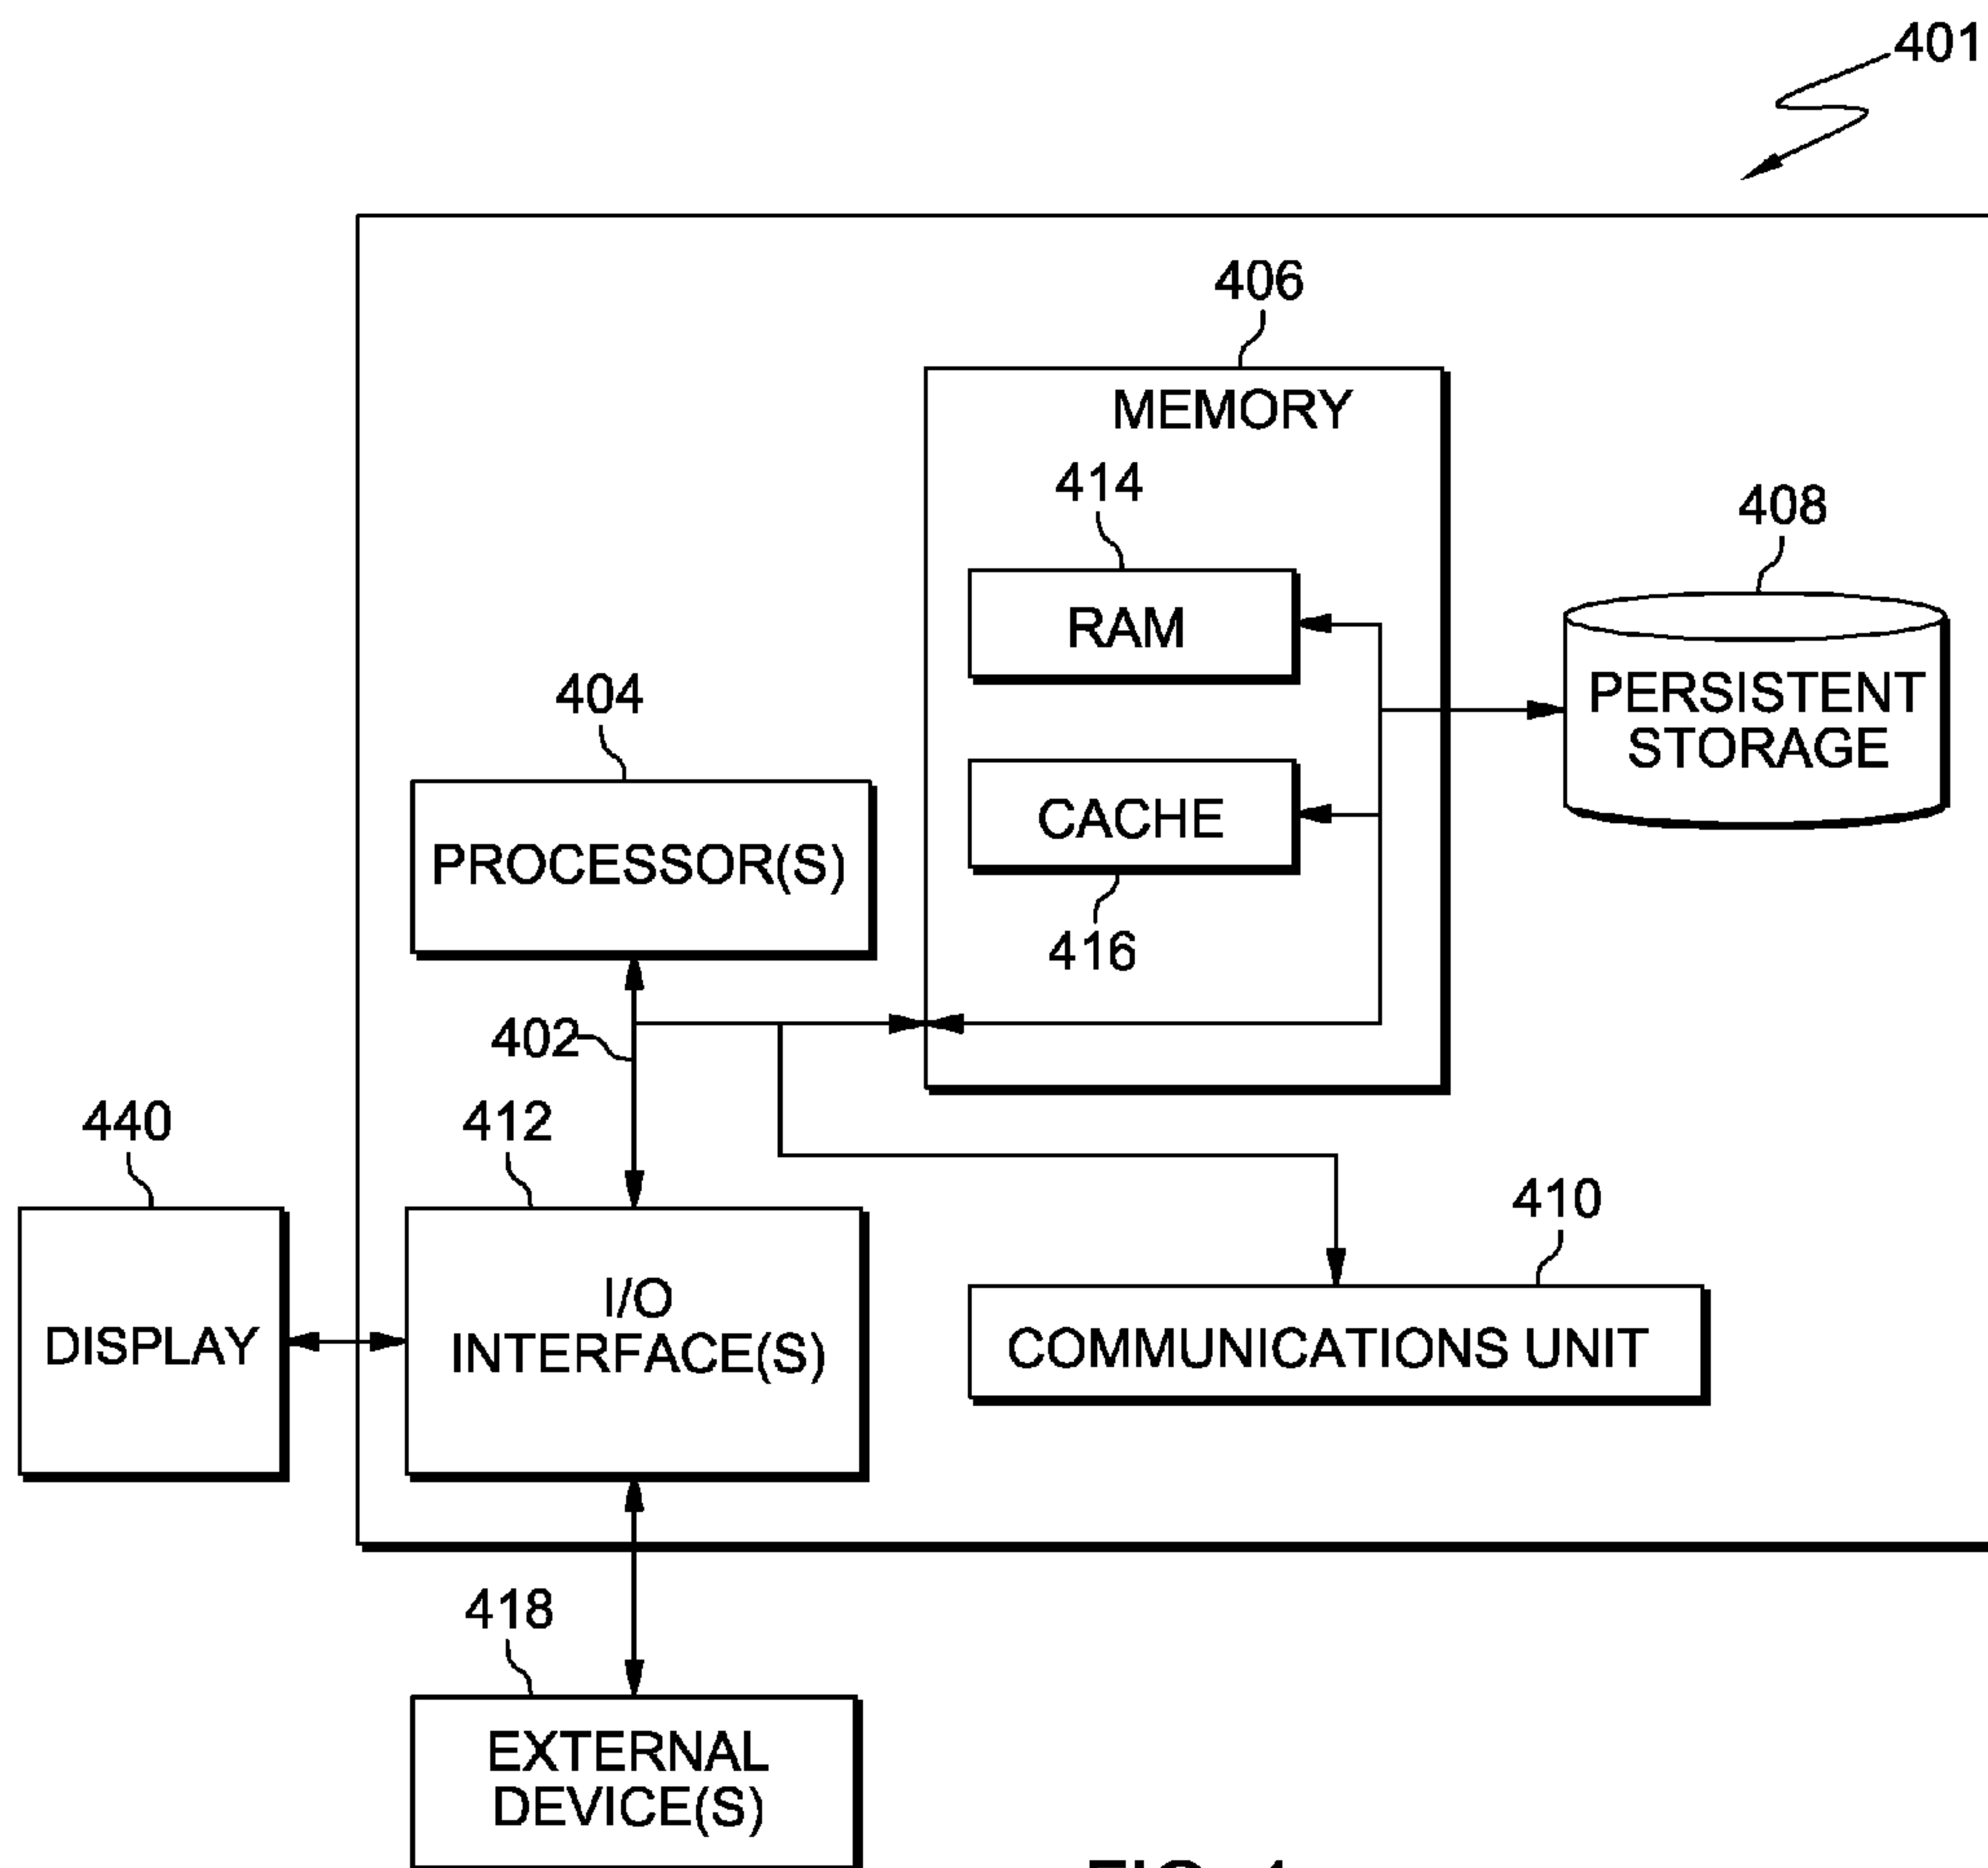 401
406
MEMORY
414
408
RAM
PERSISTENT
STORAGE
404
CACHE
PROCESSOR(S)
416
402
440
412
410
I/O
INTERFACE(S)
DISPLAY
COMMUNICATIONS UNIT
418
EXTERNAL
DEVICE(S)